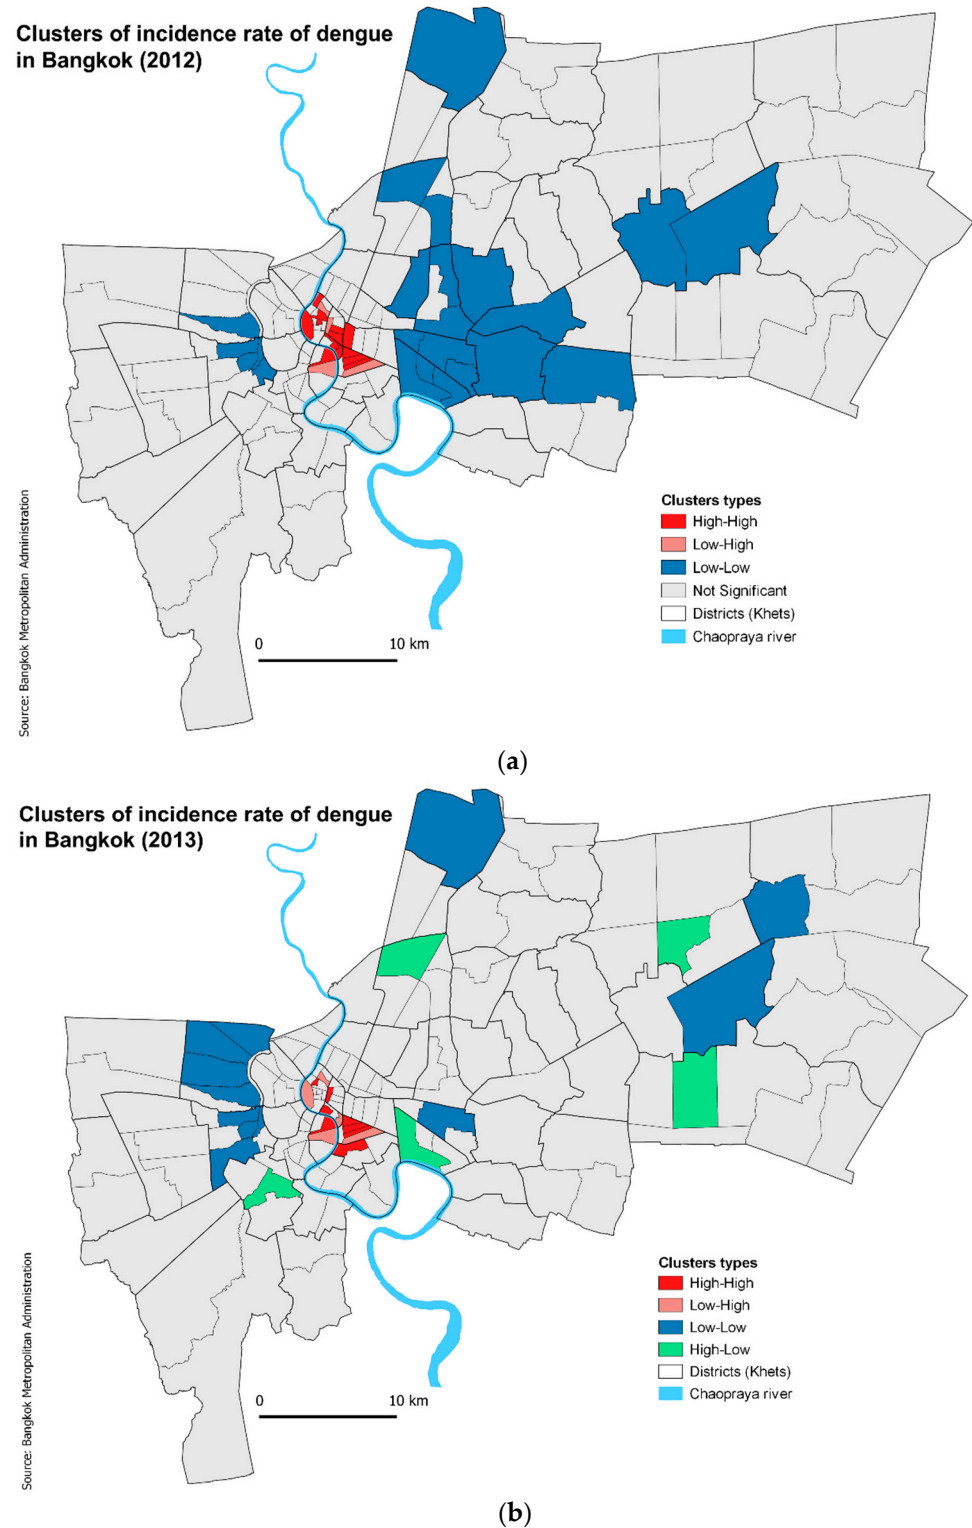 Clusters of incidence rate of dengue
in Bangkok (2012)
Source: Bangkok Metropolitan Administration
Clusters types
High-High
Low-High
Low-Low
Not Significant
Districts (Khets)
Chaopraya river
0 10 km
(a)
Clusters of incidence rate of dengue
in Bangkok (2013)
Source: Bangkok Metropolitan Administration
Clusters types
High-High
Low-High
Low-Low
High-Low
Districts (Khets)
Chaopraya river
0 10 km
(b)